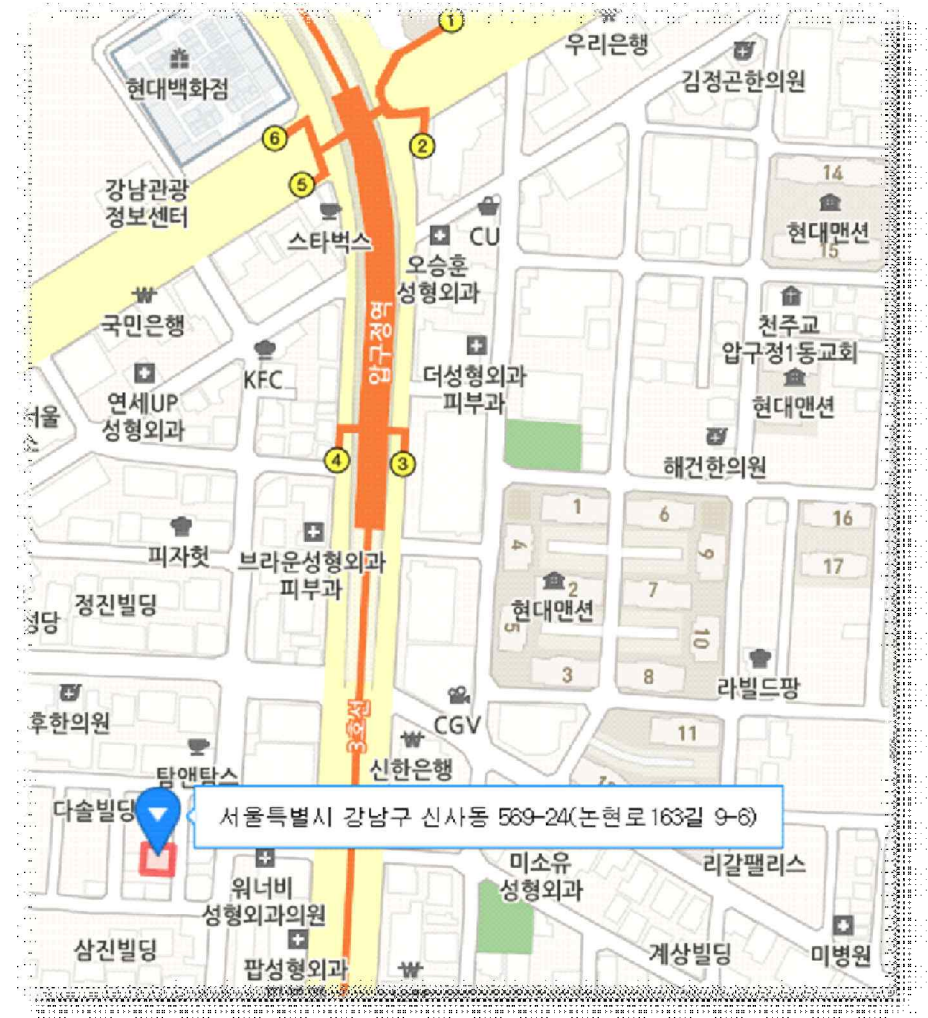 1
우리은행
현대백화점
김정곤한의원
6
2
5
14
강남관광
정보센터
현대맨션
15
스타벅스
CU
오승훈
성형외과
국민은행
압구정역
천주교
압구정1동교회
KFC
더성형외과
피부과
연세UP
성형외과
현대맨션
서울
4
3
해건한의원
1
6
16
피자헛
브라운성형외과
피부과
4
9
17
현대맨션
2
7
정진빌딩
성당
5
10
3
8
라빌드팡
후한의원
3호선
CGV
11
신한은행
탐앤탐스
다솔빌딩
서울특별시 강남구 신사동 569-24(논현로163길 9-6)
미소유
성형외과
리갈팰리스
워너비
성형외과의원
삼진빌딩
팝성형외과
계상빌딩
미병원